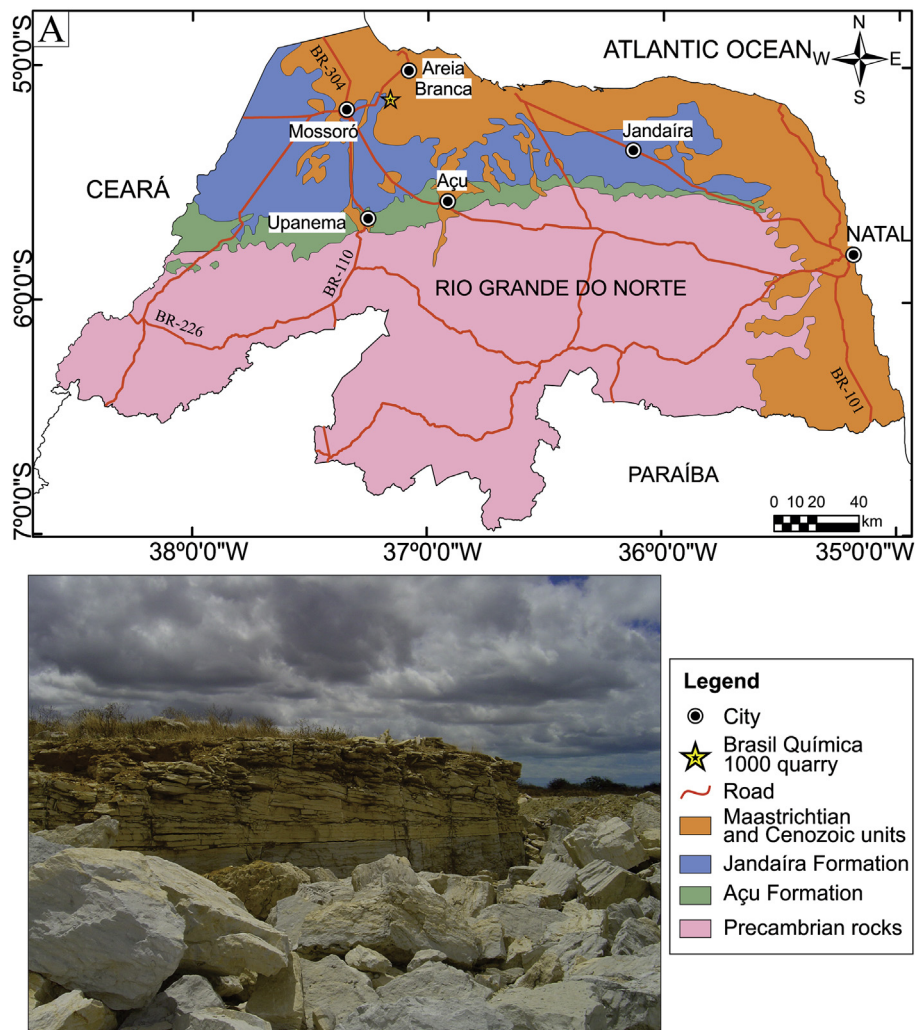 A
ATLANTIC OCEAN
N
W
E
S
5°0'0"S
BR-304
Areia
Branca
Mossoró
Jandaíra
CEARÁ
Açu
Upanema
NATAL
BR-110
RIO GRANDE DO NORTE
6°0'0"S
BR-226
BR-101
PARAÍBA
0 10 20 40
km
7°0'0"S
38°0'0"W
37°0'0"W
36°0'0"W
35°0'0"W
Legend
City
Brasil Química
1000 quarry
Road
Maastrichtian
and Cenozoic units
Jandaíra Formation
Açu Formation
Precambrian rocks